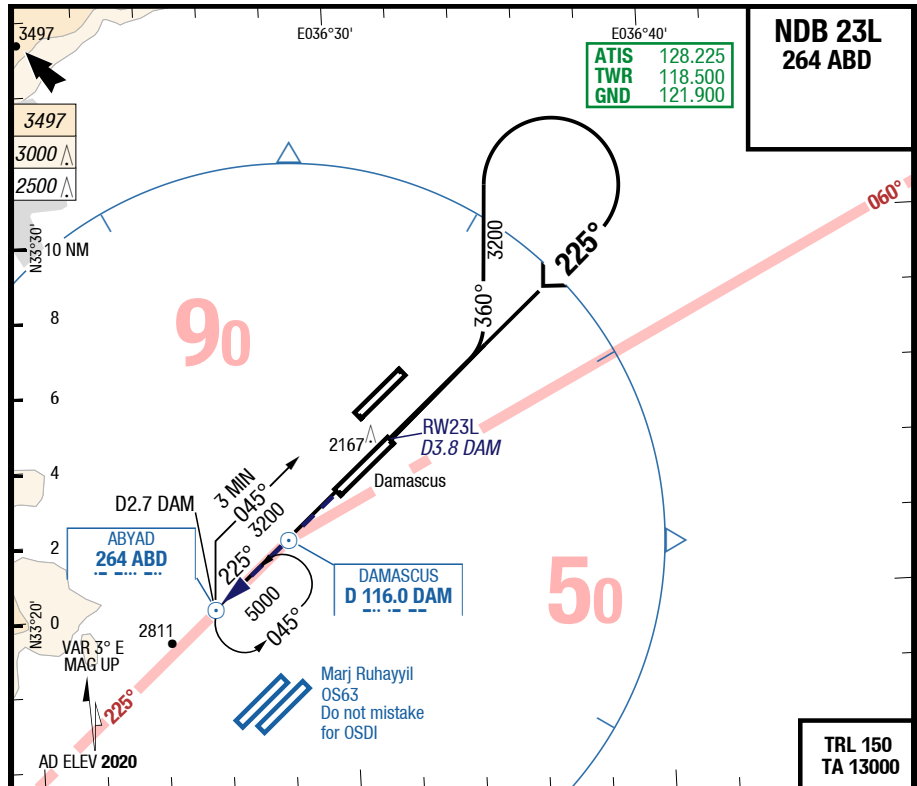 3497
E036°30'
E036°40'
NDB 23L
264 ABD
ATIS 128.225
TWR 118.500
GND 121.900
3497
3000
2500
060°
N33°30'
10 NM
3200
225°
360°
90
8
6
RW23L
D3.8 DAM
2167
Damascus
4
3 MIN
045°
3200
D2.7 DAM
ABYAD
264 ABD
2
225°
DAMASCUS
D 116.0 DAM
50
5000
045°
N33°20'
0
2811
VAR 3° E
MAG UP
225°
Marj Ruhayyil
OS63
Do not mistake
for OSDI
AD ELEV 2020
TRL 150
TA 13000